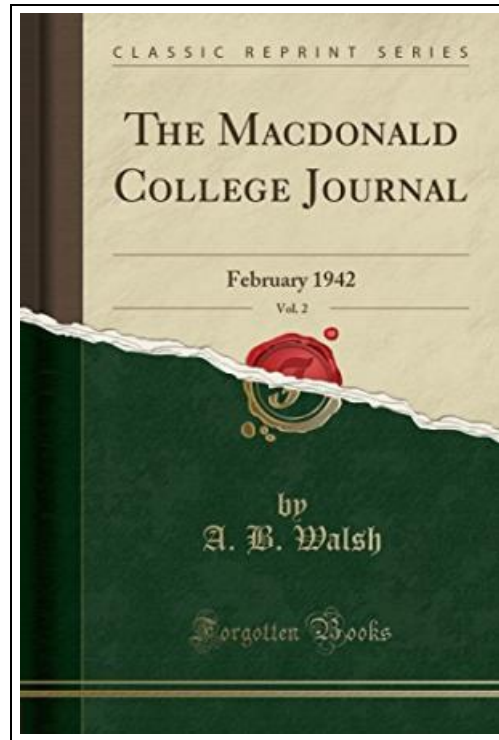 CLASSIC REPRINT SERIES
THE MACDONALD
COLLEGE JOURNAL
February 1942
Vol. 2
by
A. B. Walsh
Forgotten Books